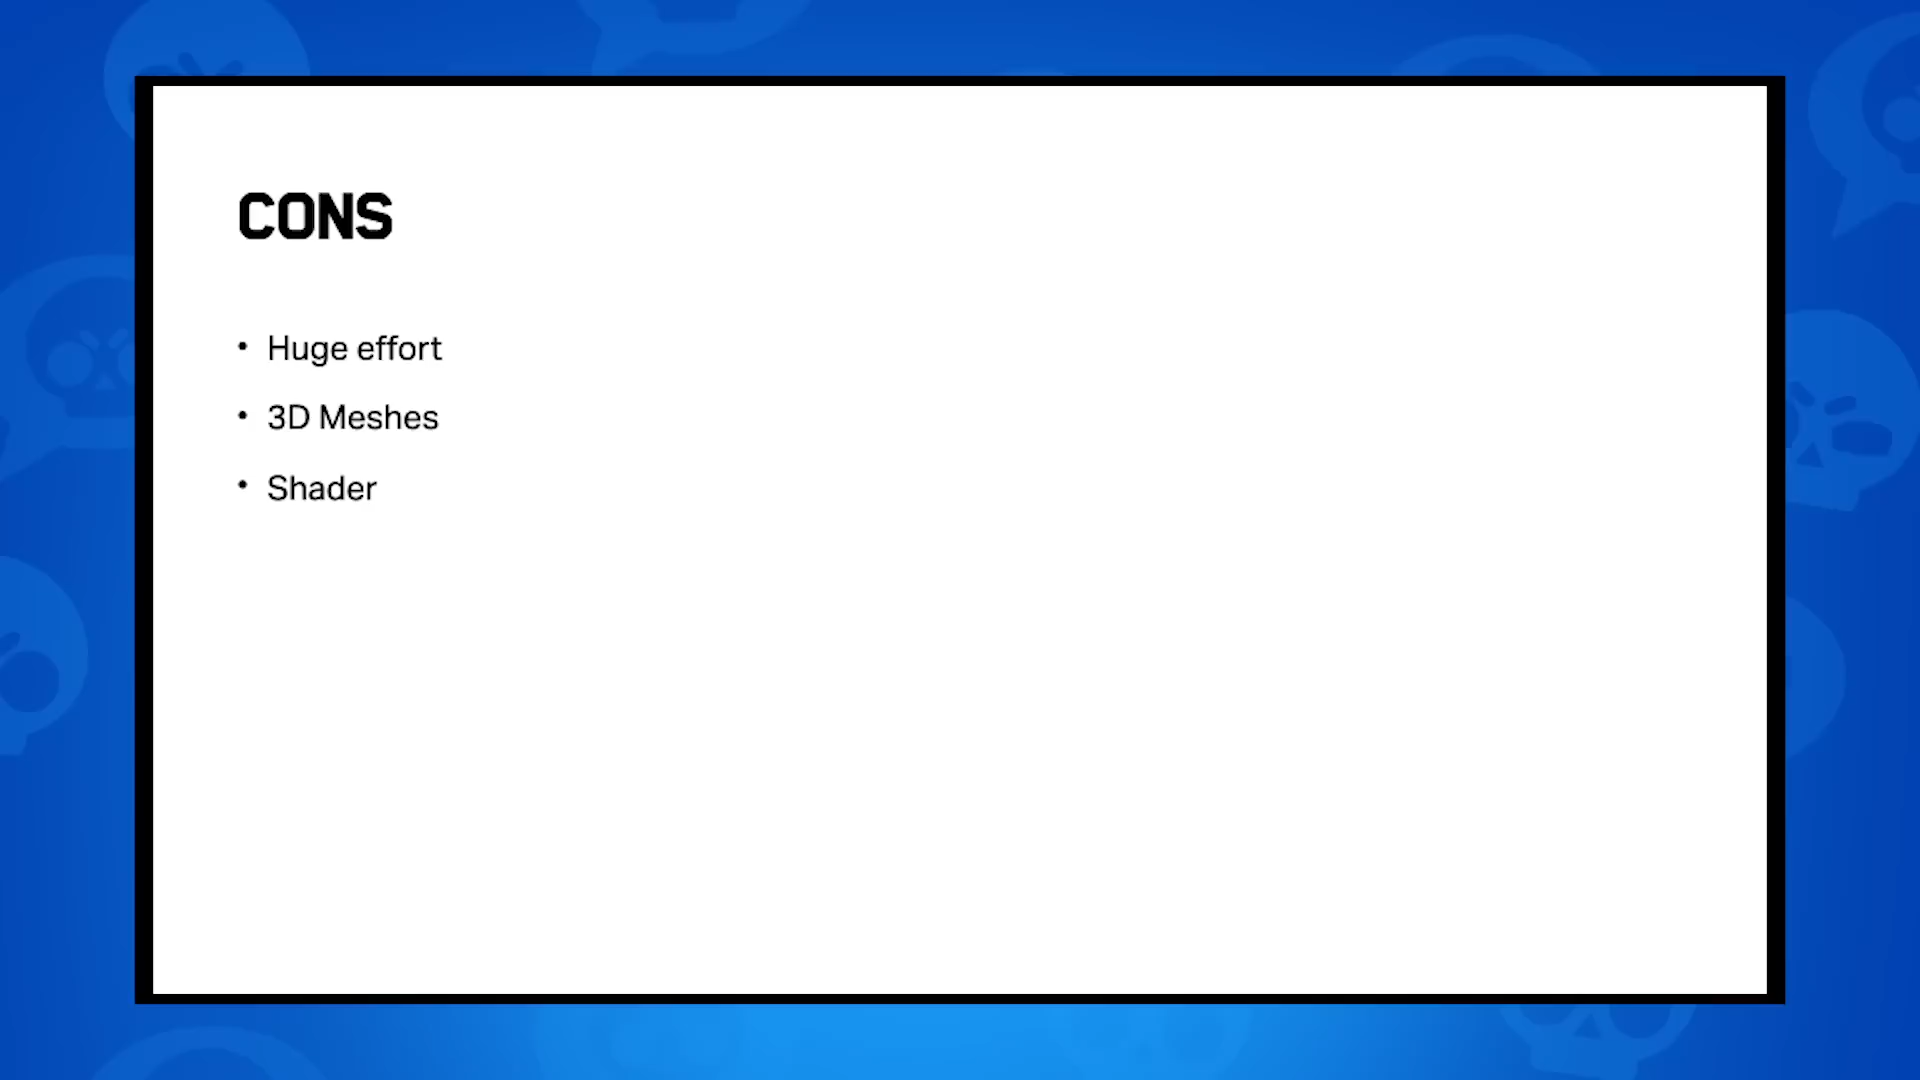 CONS
• Huge effort
• 3D Meshes
• Shader